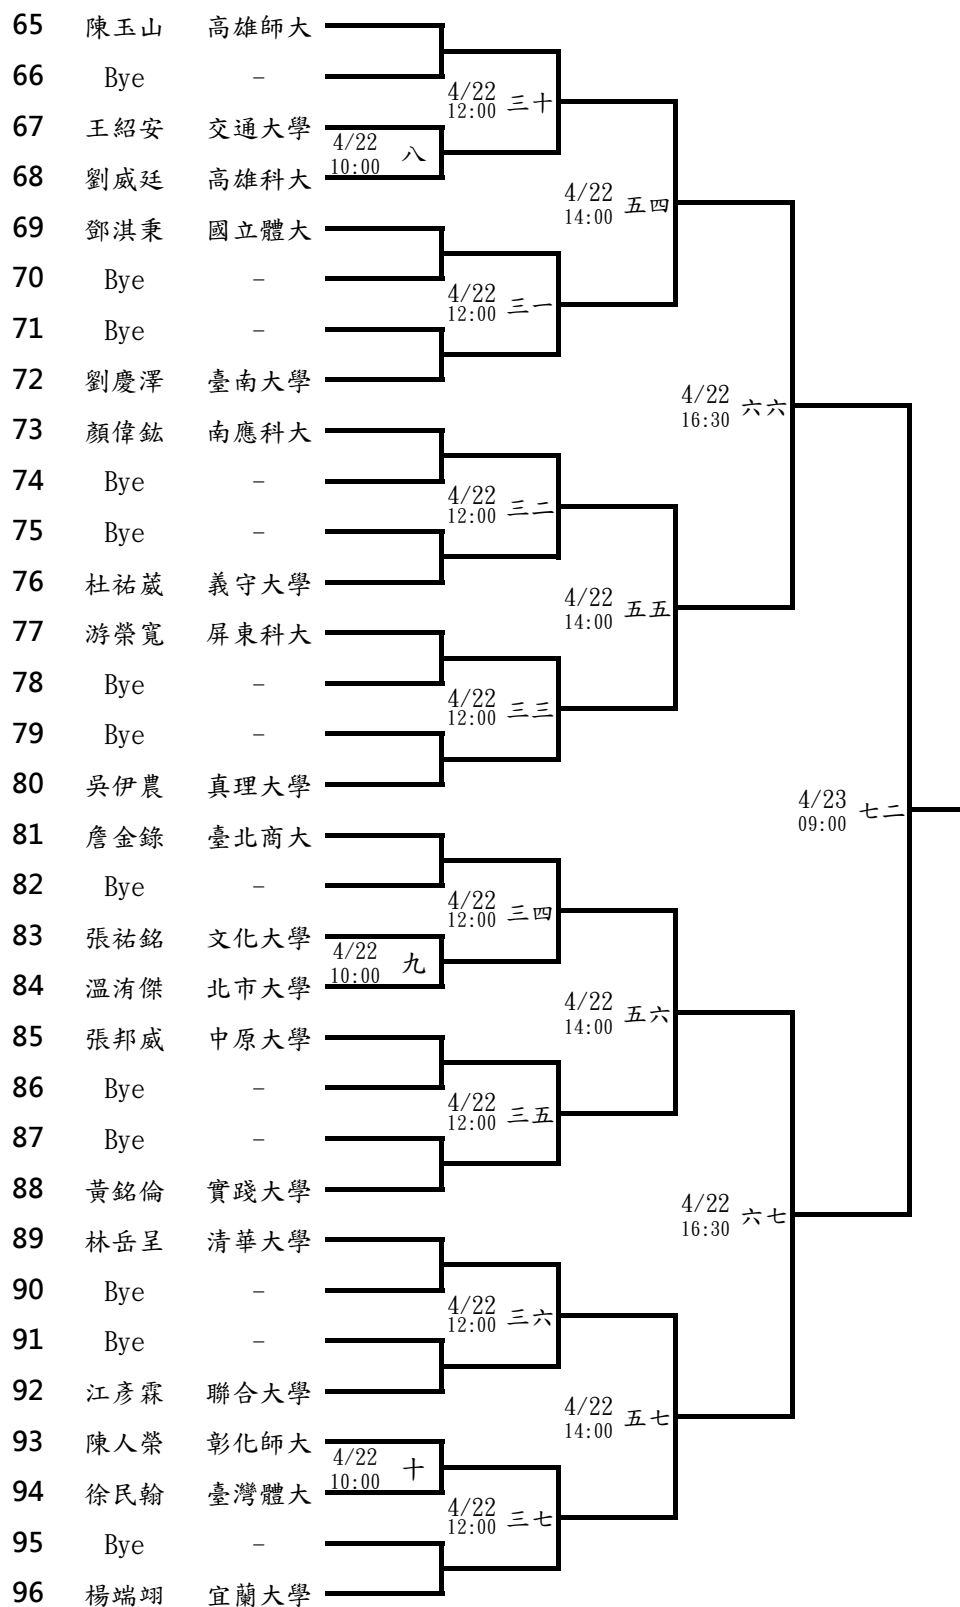 65 陳玉山 高雄師大
66 Bye -
4/22 三十
12:00
67 王紹安 交通大學
4/22 八
10:00
68 劉威廷 高雄科大
4/22 五四
14:00
69 鄧淇秉 國立體大
70 Bye -
4/22 三一
12:00
71 Bye -
72 劉慶澤 臺南大學
4/22 六六
16:30
73 顏偉鈜 南應科大
74 Bye -
4/22 三二
12:00
75 Bye -
76 杜祐葳 義守大學
4/22 五五
14:00
77 游榮寬 屏東科大
78 Bye -
4/22 三三
12:00
79 Bye -
80 吳伊農 真理大學
4/23 七二
09:00
81 詹金錄 臺北商大
82 Bye -
4/22 三四
12:00
83 張祐銘 文化大學
4/22 九
10:00
84 溫洧傑 北市大學
4/22 五六
14:00
85 張邦威 中原大學
86 Bye -
4/22 三五
12:00
87 Bye -
88 黃銘倫 實踐大學
4/22 六七
16:30
89 林岳呈 清華大學
90 Bye -
4/22 三六
12:00
91 Bye -
92 江彥霖 聯合大學
4/22 五七
14:00
93 陳人榮 彰化師大
4/22 十
10:00
94 徐民翰 臺灣體大
4/22 三七
12:00
95 Bye -
96 楊端翊 宜蘭大學